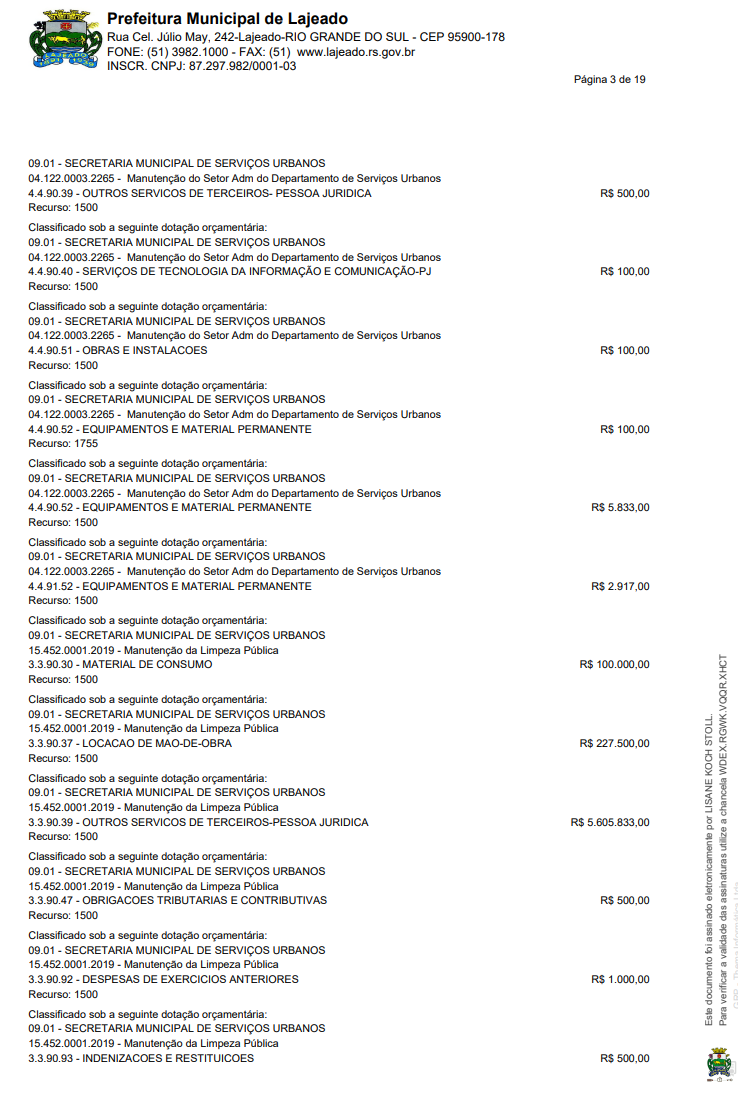 Prefeitura Municipal de Lajeado
Rua Cel. Júlio May, 242-Lajeado-RIO GRANDE DO SUL - CEP 95900-178
FONE: (51) 3982.1000 - FAX: (51) www.lajeado.rs.gov.br
INSCR. CNPJ: 87.297.982/0001-03
Página 3 de 19
09.01 - SECRETARIA MUNICIPAL DE SERVIÇOS URBANOS
04.122.0003.2265 - Manutenção do Setor Adm do Departamento de Serviços Urbanos
4.4.90.39 - OUTROS SERVICOS DE TERCEIROS- PESSOA JURIDICA R$ 500,00
Recurso: 1500
Classificado sob a seguinte dotação orçamentária:
09.01 - SECRETARIA MUNICIPAL DE SERVIÇOS URBANOS
04.122.0003.2265 - Manutenção do Setor Adm do Departamento de Serviços Urbanos
4.4.90.40 - SERVIÇOS DE TECNOLOGIA DA INFORMAÇÃO E COMUNICAÇÃO-PJ R$ 100,00
Recurso: 1500
Classificado sob a seguinte dotação orçamentária:
09.01 - SECRETARIA MUNICIPAL DE SERVIÇOS URBANOS
04.122.0003.2265 - Manutenção do Setor Adm do Departamento de Serviços Urbanos
4.4.90.51 - OBRAS E INSTALACOES R$ 100,00
Recurso: 1500
Classificado sob a seguinte dotação orçamentária:
09.01 - SECRETARIA MUNICIPAL DE SERVIÇOS URBANOS
04.122.0003.2265 - Manutenção do Setor Adm do Departamento de Serviços Urbanos
4.4.90.52 - EQUIPAMENTOS E MATERIAL PERMANENTE R$ 100,00
Recurso: 1755
Classificado sob a seguinte dotação orçamentária:
09.01 - SECRETARIA MUNICIPAL DE SERVIÇOS URBANOS
04.122.0003.2265 - Manutenção do Setor Adm do Departamento de Serviços Urbanos
4.4.90.52 - EQUIPAMENTOS E MATERIAL PERMANENTE R$ 5.833,00
Recurso: 1500
Classificado sob a seguinte dotação orçamentária:
09.01 - SECRETARIA MUNICIPAL DE SERVIÇOS URBANOS
04.122.0003.2265 - Manutenção do Setor Adm do Departamento de Serviços Urbanos
4.4.91.52 - EQUIPAMENTOS E MATERIAL PERMANENTE R$ 2.917,00
Recurso: 1500
Classificado sob a seguinte dotação orçamentária:
09.01 - SECRETARIA MUNICIPAL DE SERVIÇOS URBANOS
15.452.0001.2019 - Manutenção da Limpeza Pública
3.3.90.30 - MATERIAL DE CONSUMO R$ 100.000,00
Recurso: 1500
Classificado sob a seguinte dotação orçamentária:
09.01 - SECRETARIA MUNICIPAL DE SERVIÇOS URBANOS
15.452.0001.2019 - Manutenção da Limpeza Pública
3.3.90.37 - LOCACAO DE MAO-DE-OBRA R$ 227.500,00
Recurso: 1500
Classificado sob a seguinte dotação orçamentária:
09.01 - SECRETARIA MUNICIPAL DE SERVIÇOS URBANOS
15.452.0001.2019 - Manutenção da Limpeza Pública
3.3.90.39 - OUTROS SERVICOS DE TERCEIROS-PESSOA JURIDICA R$ 5.605.833,00
Recurso: 1500
Classificado sob a seguinte dotação orçamentária:
09.01 - SECRETARIA MUNICIPAL DE SERVIÇOS URBANOS
15.452.0001.2019 - Manutenção da Limpeza Pública
3.3.90.47 - OBRIGACOES TRIBUTARIAS E CONTRIBUTIVAS R$ 500,00
Recurso: 1500
Classificado sob a seguinte dotação orçamentária:
09.01 - SECRETARIA MUNICIPAL DE SERVIÇOS URBANOS
15.452.0001.2019 - Manutenção da Limpeza Pública
3.3.90.92 - DESPESAS DE EXERCICIOS ANTERIORES R$ 1.000,00
Recurso: 1500
Classificado sob a seguinte dotação orçamentária:
09.01 - SECRETARIA MUNICIPAL DE SERVIÇOS URBANOS
15.452.0001.2019 - Manutenção da Limpeza Pública
3.3.90.93 - INDENIZACOES E RESTITUICOES R$ 500,00
Este documento foi assinado eletronicamente por LISANE KOCH STOLL.
Para verificar a validade das assinaturas utilize a chancela WDEX.RGWK.VQQR.XHCT